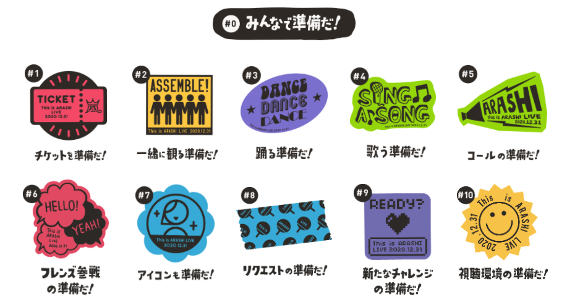 #0 みんなで準備だ!
#1
TICKET
This is ARASHI
LIVE
2020.12.31
嵐
チケットを準備だ!
#2
ASSEMBLE!
This is ARASHI LIVE 2020.12.31
一緒に観る準備だ!
#3
DANCE
DANCE
DANCE
踊る準備だ!
#4
SING
A SONG
歌う準備だ!
#5
ARASHI
This is ARASHI LIVE
2020.12.31
コールの準備だ!
#6
HELLO!
YEAH!
This is
ARASHI
LIVE
2020.12.31
フレンズ参戦
の準備だ!
#7
This is ARASHI LIVE
2020.12.31
アイコンも準備だ!
#8
リクエストの準備だ!
#9
READY?
This is ARASHI
LIVE 2020.12.31
新たなチャレンジ
の準備だ!
#10
This is ARASHI LIVE 2020.12.31
視聴環境の準備だ!